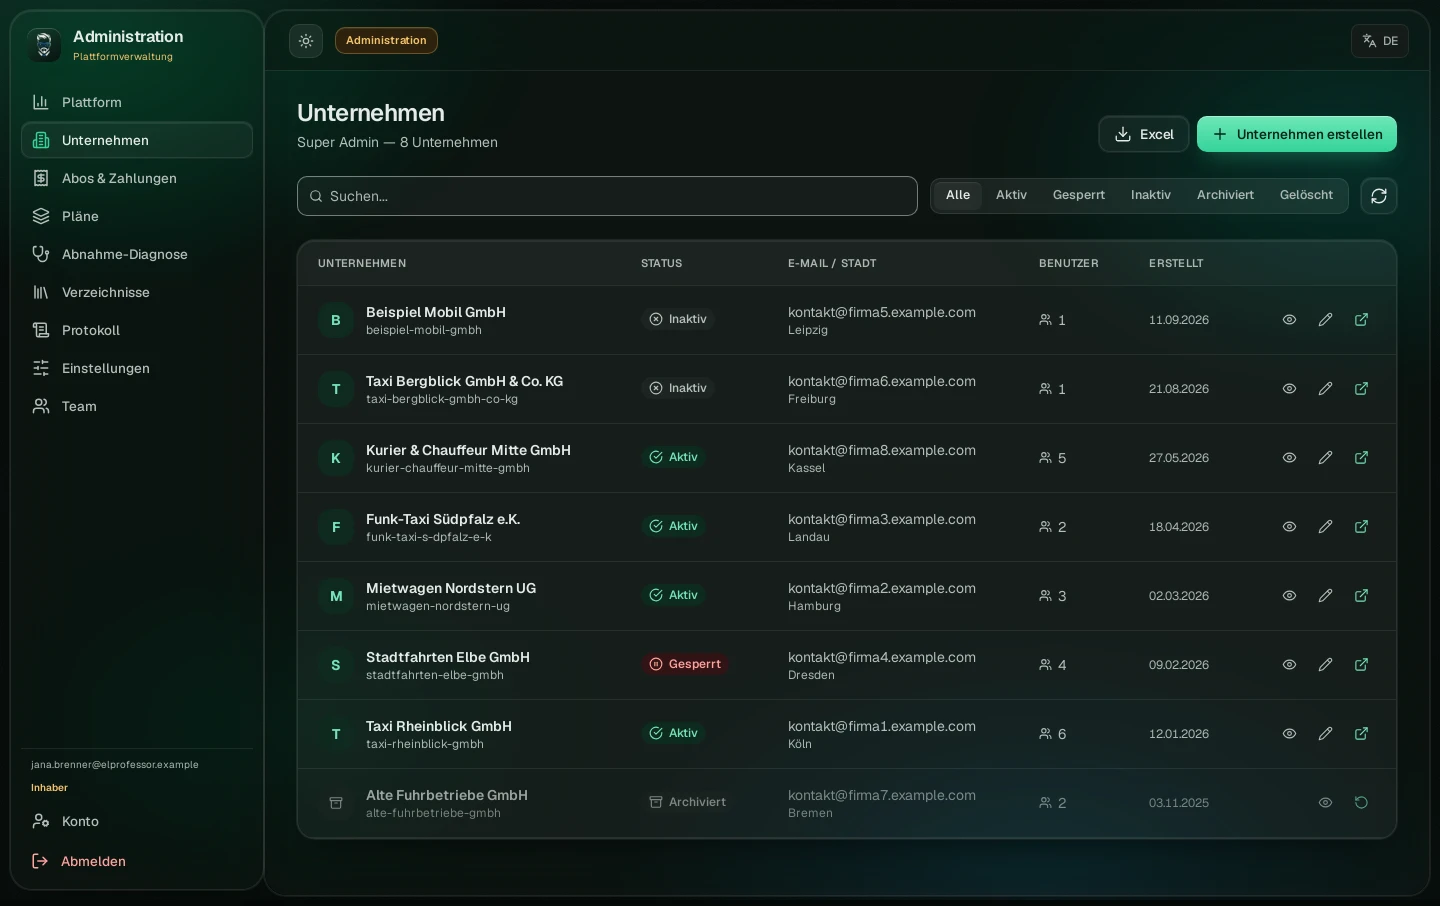 Administration
Plattformverwaltung
Plattform
Unternehmen
Abos & Zahlungen
Pläne
Abnahme-Diagnose
Verzeichnisse
Protokoll
Einstellungen
Team
jana.brenner@elprofessor.example
Inhaber
Konto
Abmelden
Administration
DE
Unternehmen
Super Admin — 8 Unternehmen
Excel
Unternehmen erstellen
Suchen...
Alle Aktiv Gesperrt Inaktiv Archiviert Gelöscht
UNTERNEHMEN STATUS E-MAIL / STADT BENUTZER ERSTELLT
B Beispiel Mobil GmbH Inaktiv kontakt@firma5.example.com 1 11.09.2026
beispiel-mobil-gmbh Leipzig
T Taxi Bergblick GmbH & Co. KG Inaktiv kontakt@firma6.example.com 1 21.08.2026
taxi-bergblick-gmbh-co-kg Freiburg
K Kurier & Chauffeur Mitte GmbH Aktiv kontakt@firma8.example.com 5 27.05.2026
kurier-chauffeur-mitte-gmbh Kassel
F Funk-Taxi Südpfalz e.K. Aktiv kontakt@firma3.example.com 2 18.04.2026
funk-taxi-s-dpfalz-e-k Landau
M Mietwagen Nordstern UG Aktiv kontakt@firma2.example.com 3 02.03.2026
mietwagen-nordstern-ug Hamburg
S Stadtfahrten Elbe GmbH Gesperrt kontakt@firma4.example.com 4 09.02.2026
stadtfahrten-elbe-gmbh Dresden
T Taxi Rheinblick GmbH Aktiv kontakt@firma1.example.com 6 12.01.2026
taxi-rheinblick-gmbh Köln
Alte Fuhrbetriebe GmbH Archiviert kontakt@firma7.example.com 2 03.11.2025
alte-fuhrbetriebe-gmbh Bremen